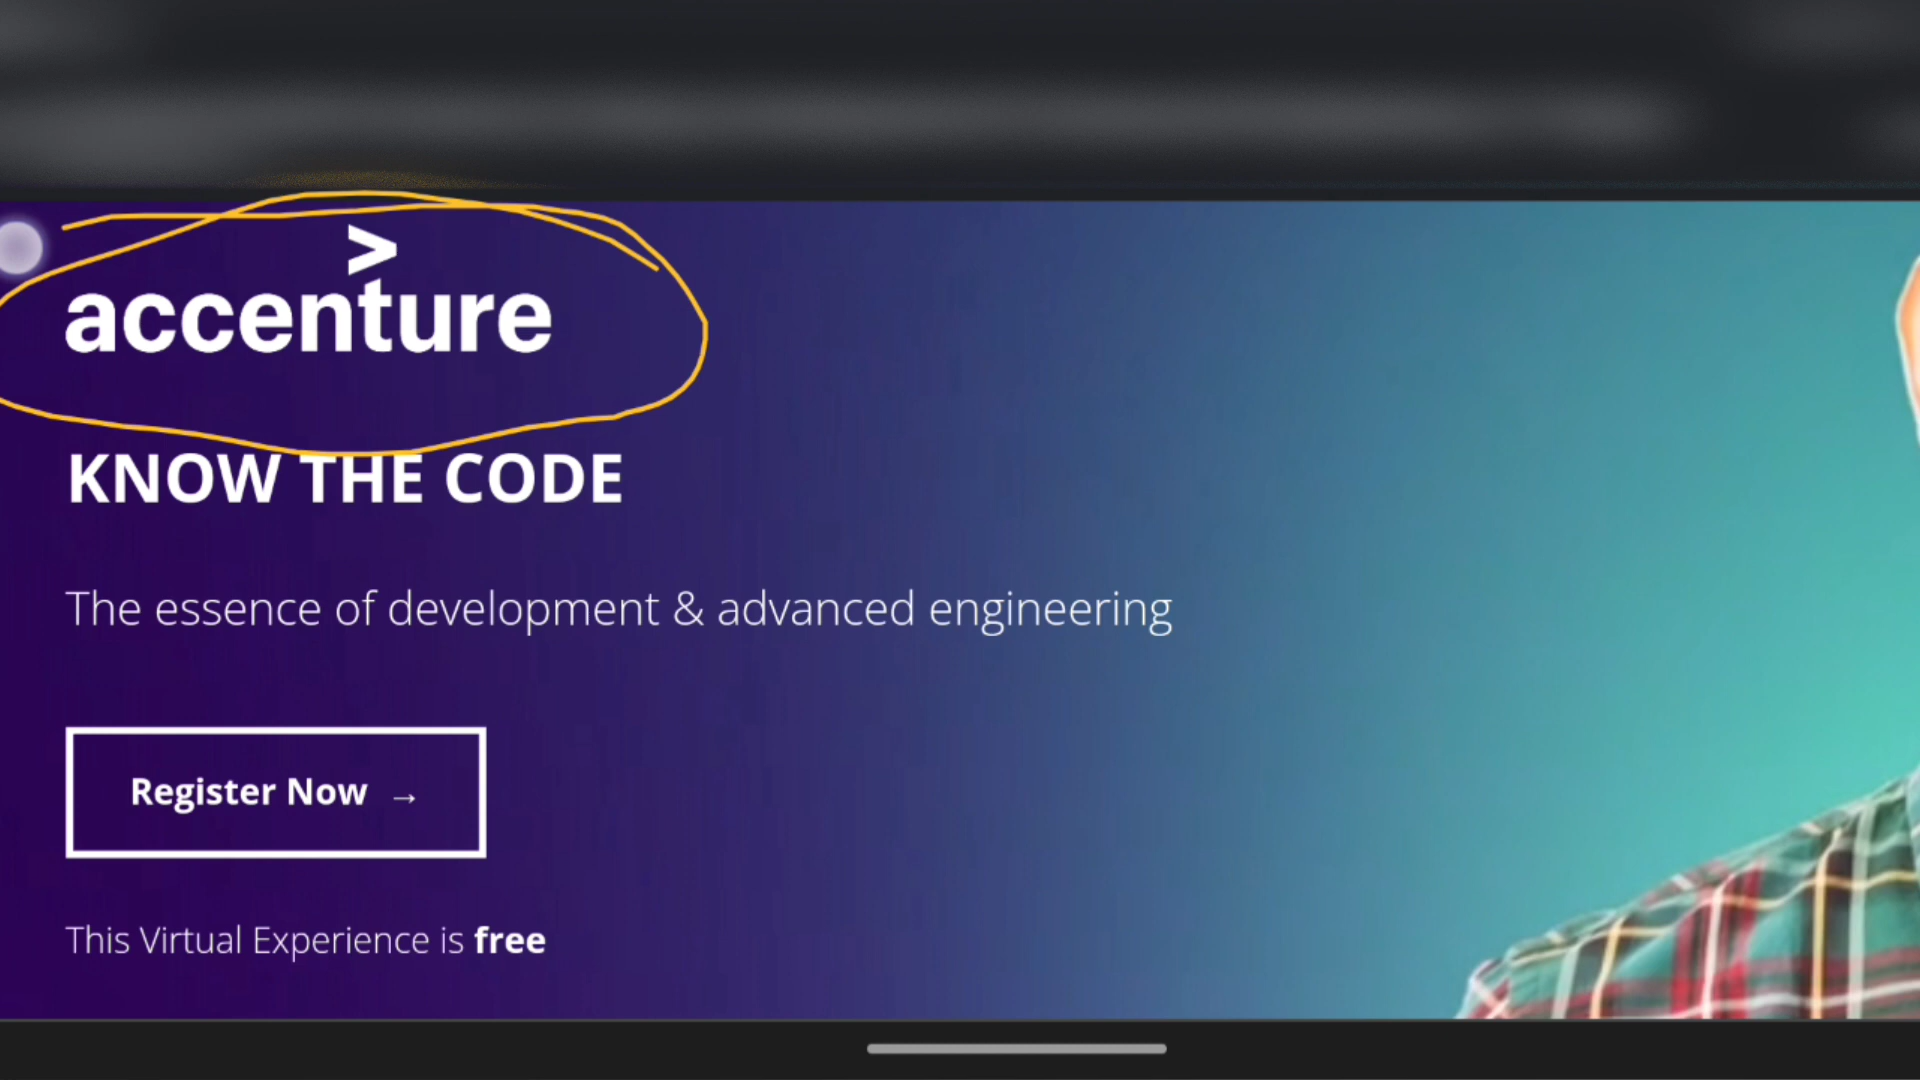 >
accenture
KNOW THE CODE
The essence of development & advanced engineering
Register Now →
This Virtual Experience is free